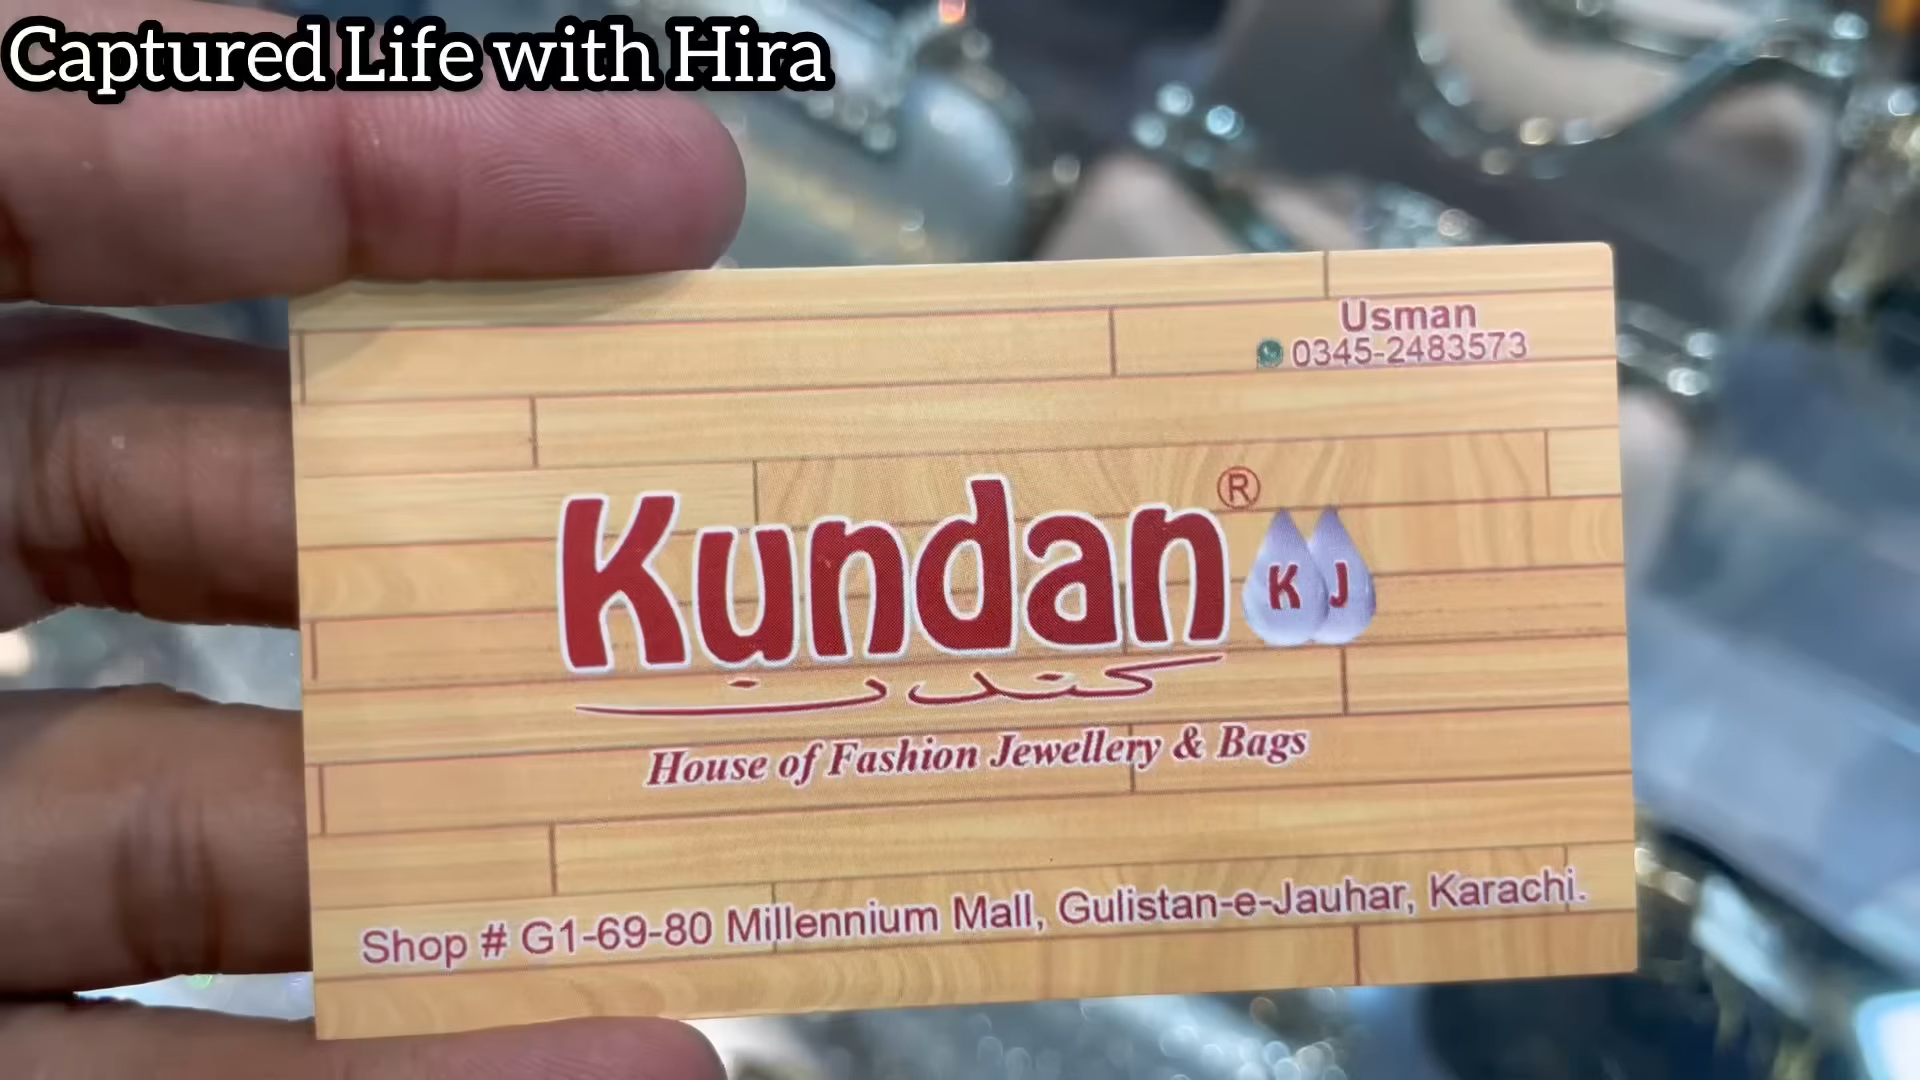 Captured Life with Hira
Usman
0345-2483573
Kundan ®
K J
کندن
House of Fashion Jewellery & Bags
Shop # G1-69-80 Millennium Mall, Gulistan-e-Jauhar, Karachi.